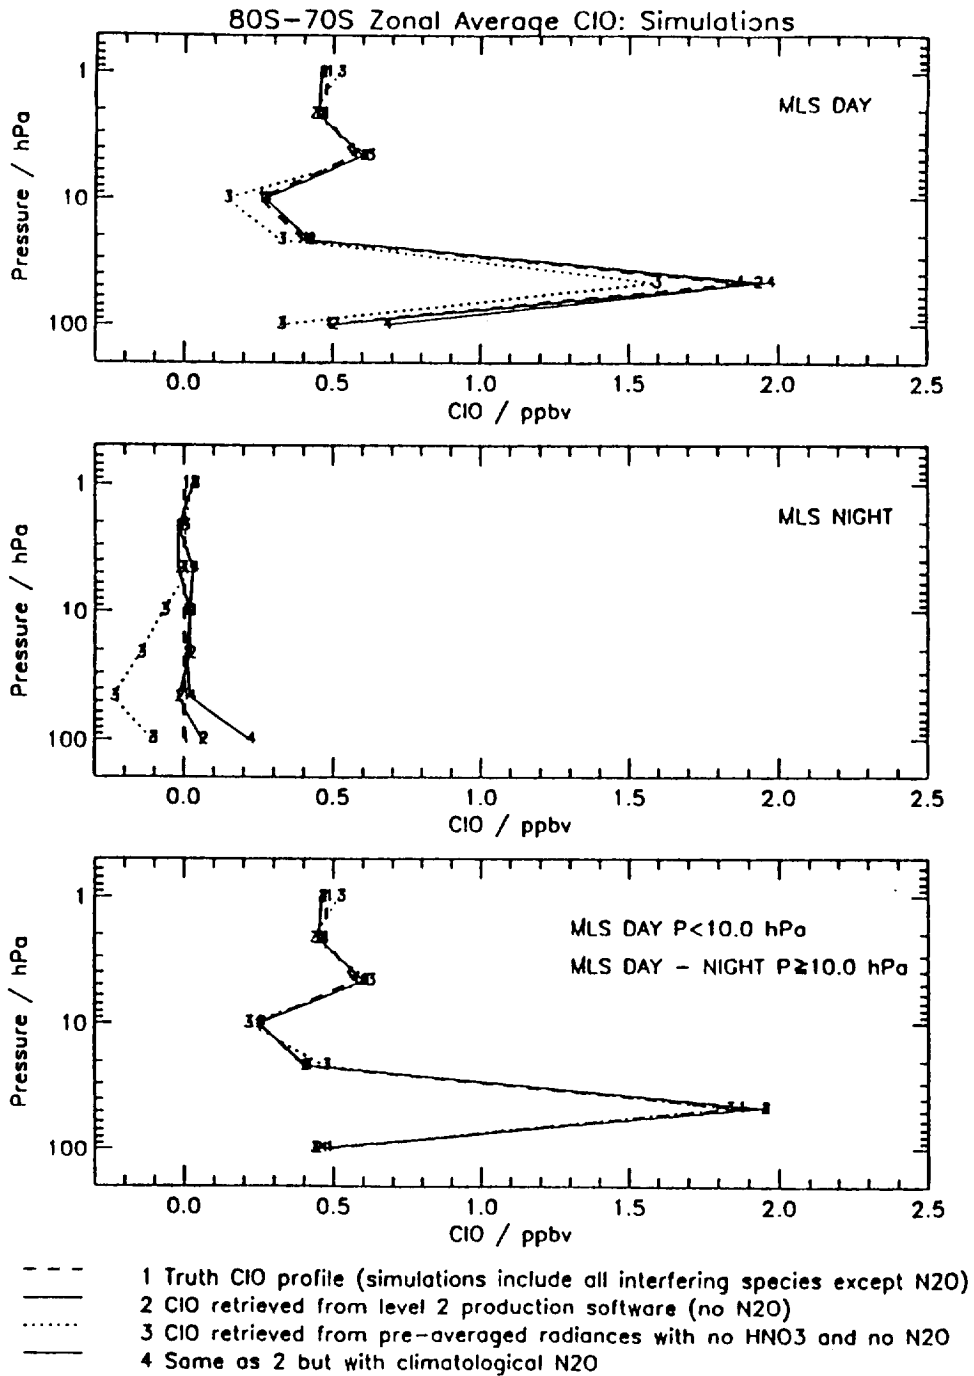 80S-70S Zonal Average ClO: Simulations
MLS DAY
Pressure / hPa
1
10
100
0.0 0.5 1.0 1.5 2.0 2.5
ClO / ppbv
MLS NIGHT
Pressure / hPa
1
10
100
0.0 0.5 1.0 1.5 2.0 2.5
ClO / ppbv
MLS DAY P<10.0 hPa
MLS DAY - NIGHT P≥10.0 hPa
Pressure / hPa
1
10
100
0.0 0.5 1.0 1.5 2.0 2.5
ClO / ppbv
1 Truth ClO profile (simulations include all interfering species except N2O)
2 ClO retrieved from level 2 production software (no N2O)
3 ClO retrieved from pre-averaged radiances with no HNO3 and no N2O
4 Same as 2 but with climatological N2O